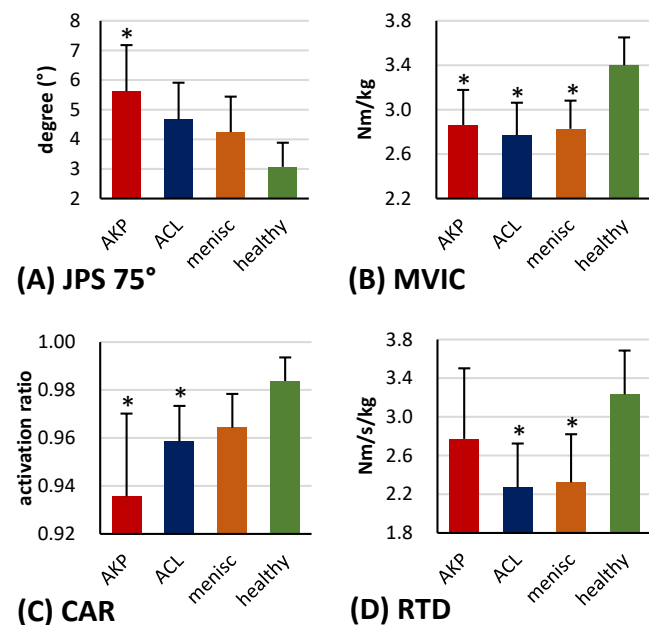 8
7
6
5
4
3
2
degree (°)
*
AKP
ACL
menisc
healthy
(A) JPS 75°
3.8
3.4
3.0
2.6
2.2
Nm/kg
* * *
AKP
ACL
menisc
healthy
(B) MVIC
1.00
0.98
0.96
0.94
0.92
activation ratio
* *
AKP
ACL
menisc
healthy
(C) CAR
3.8
3.4
3.0
2.6
2.2
1.8
Nm/s/kg
* *
AKP
ACL
menisc
healthy
(D) RTD